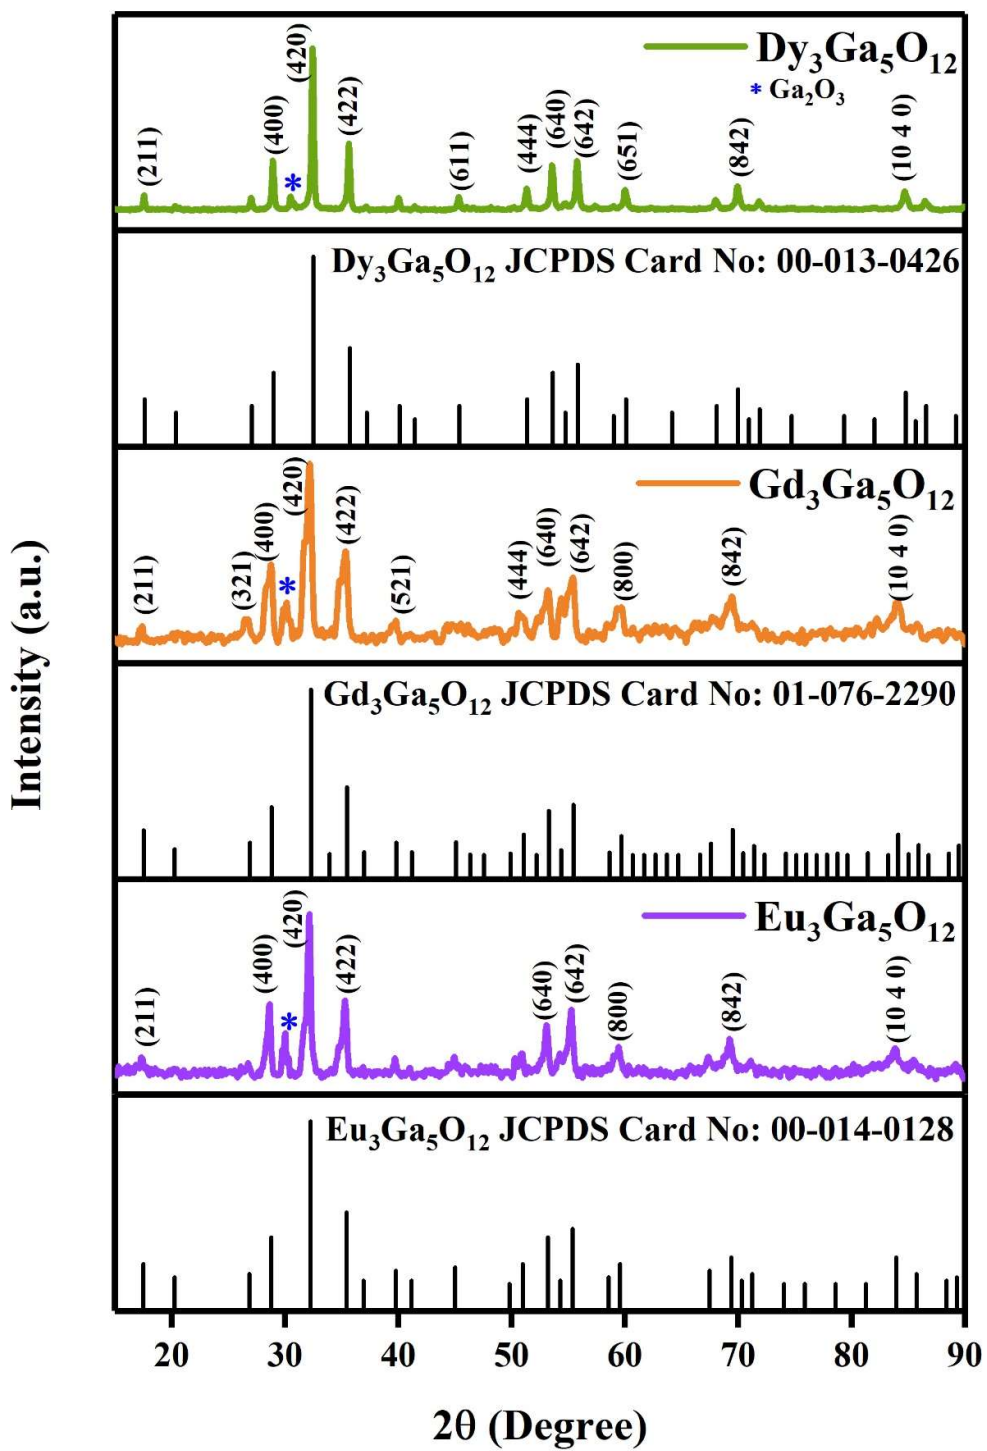 Dy₃Ga₅O₁₂
* Ga₂O₃
(211)
(400)
*
(420)
(422)
(611)
(444)
(640)
(642)
(651)
(842)
(10 4 0)
Dy₃Ga₅O₁₂ JCPDS Card No: 00-013-0426
Gd₃Ga₅O₁₂
(211)
(321)
(400)
*
(420)
(422)
(521)
(444)
(640)
(642)
(800)
(842)
(10 4 0)
Gd₃Ga₅O₁₂ JCPDS Card No: 01-076-2290
Eu₃Ga₅O₁₂
(211)
(400)
*
(420)
(422)
(640)
(642)
(800)
(842)
(10 4 0)
Eu₃Ga₅O₁₂ JCPDS Card No: 00-014-0128
Intensity (a.u.)
20 30 40 50 60 70 80 90
2θ (Degree)